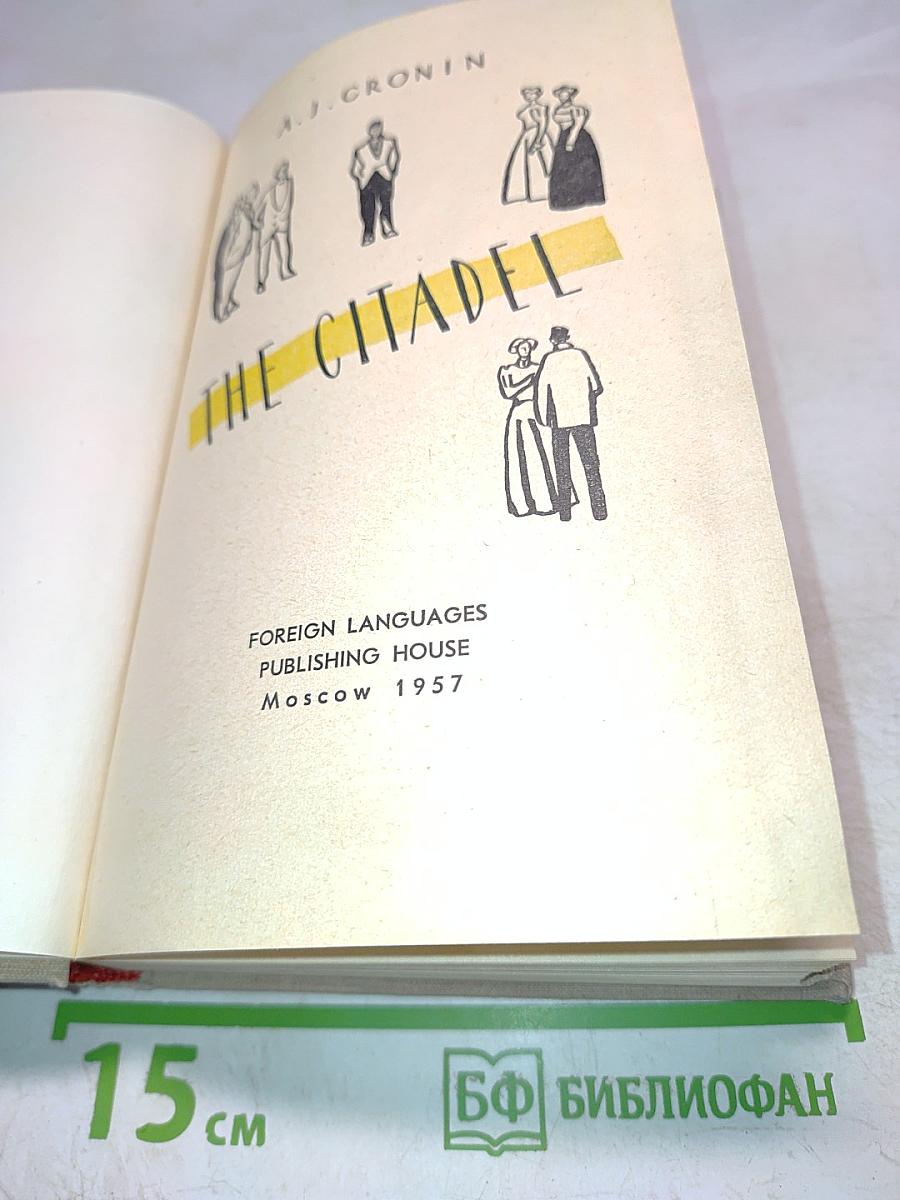 A. J. CRONIN
THE CITADEL
FOREIGN LANGUAGES
PUBLISHING HOUSE
Moscow 1957
15 см
БФ БИБЛИОФАН